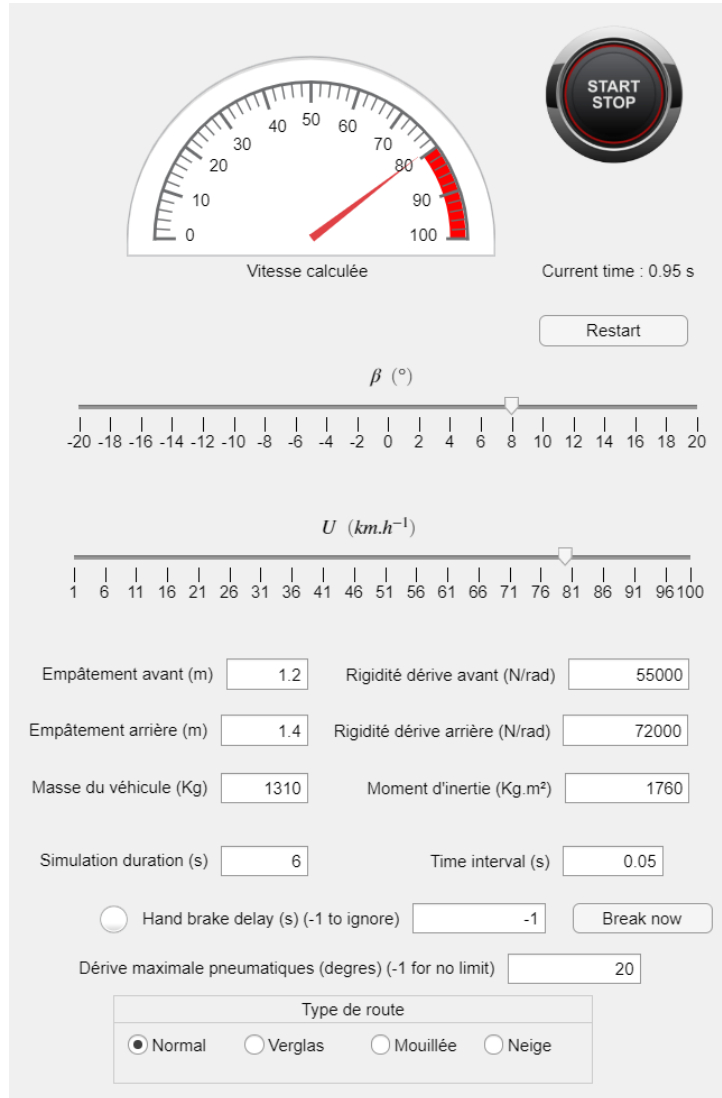 START
STOP
0 10 20 30 40 50 60 70 80 90 100
Vitesse calculée
Current time : 0.95 s
Restart
β (°)
-20 -18 -16 -14 -12 -10 -8 -6 -4 -2 0 2 4 6 8 10 12 14 16 18 20
U (km.h⁻¹)
1 6 11 16 21 26 31 36 41 46 51 56 61 66 71 76 81 86 91 96 100
Empâtement avant (m) 1.2 Rigidité dérive avant (N/rad) 55000
Empâtement arrière (m) 1.4 Rigidité dérive arrière (N/rad) 72000
Masse du véhicule (Kg) 1310 Moment d'inertie (Kg.m²) 1760
Simulation duration (s) 6 Time interval (s) 0.05
Hand brake delay (s) (-1 to ignore) -1 Break now
Dérive maximale pneumatiques (degres) (-1 for no limit) 20
Type de route
Normal Verglas Mouillée Neige